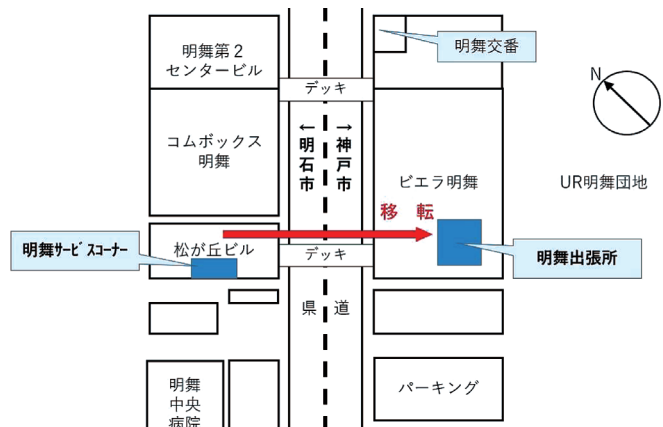 明舞第２
センタービル
明舞交番
デッキ
N
コムボックス
明舞
←明石市
→神戸市
ビエラ明舞
UR明舞団地
移 転
明舞サービスコーナー
松が丘ビル
デッキ
明舞出張所
県 道
明舞
中央
病院
パーキング